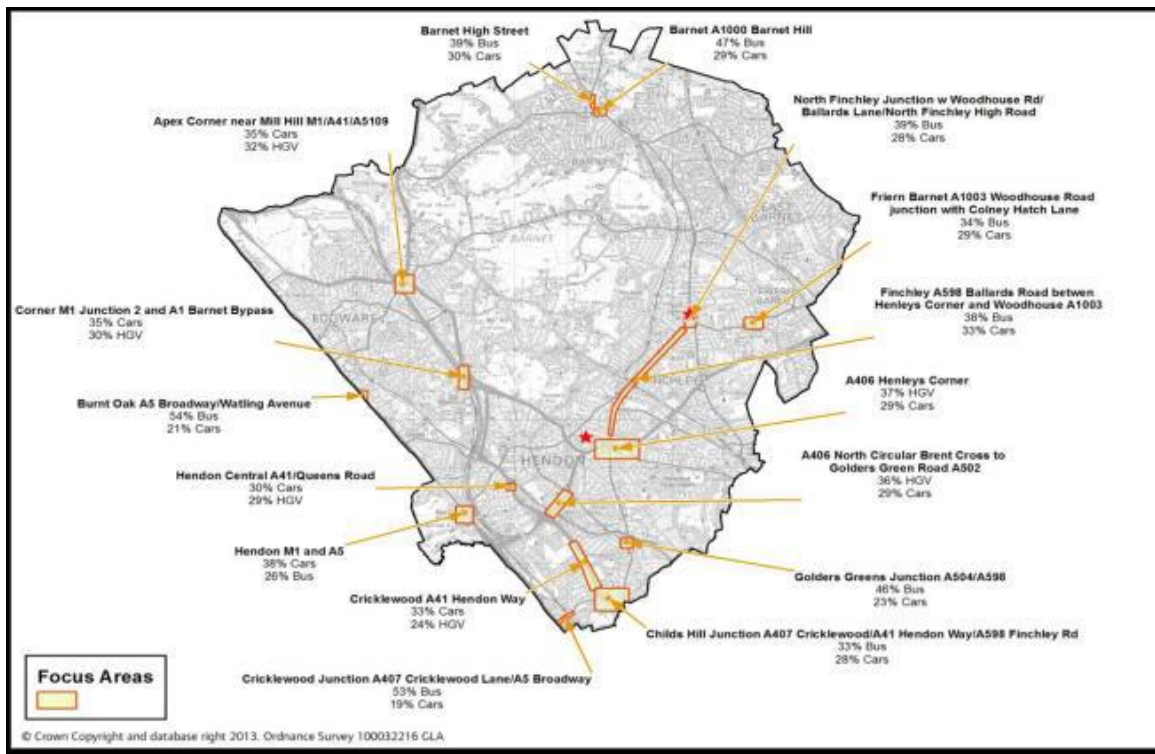 Barnet High Street
39% Bus
30% Cars
Barnet A1000 Barnet Hill
47% Bus
29% Cars
North Finchley Junction w Woodhouse Rd/
Ballards Lane/North Finchley High Road
39% Bus
28% Cars
Apex Corner near Mill Hill M1/A41/A5109
35% Cars
32% HGV
Friern Barnet A1003 Woodhouse Road
junction with Colney Hatch Lane
34% Bus
29% Cars
Finchley A598 Ballards Road betwen
Henleys Corner and Woodhouse A1003
38% Bus
33% Cars
Corner M1 Junction 2 and A1 Barnet Bypass
35% Cars
30% HGV
A406 Henleys Corner
37% HGV
29% Cars
Burnt Oak A5 Broadway/Watling Avenue
54% Bus
21% Cars
A406 North Circular Brent Cross to
Golders Green Road A502
36% HGV
29% Cars
Hendon Central A41/Queens Road
30% Cars
29% HGV
Hendon M1 and A5
38% Cars
26% Bus
Golders Greens Junction A504/A598
46% Bus
23% Cars
Cricklewood A41 Hendon Way
33% Cars
24% HGV
Childs Hill Junction A407 Cricklewood/A41 Hendon Way/A598 Finchley Rd
33% Bus
28% Cars
Cricklewood Junction A407 Cricklewood Lane/A5 Broadway
53% Bus
19% Cars
BARNET
EAST
BARNET
BARNET
EDGWARE
HENDON
Focus Areas
© Crown Copyright and database right 2013. Ordnance Survey 100032216 GLA